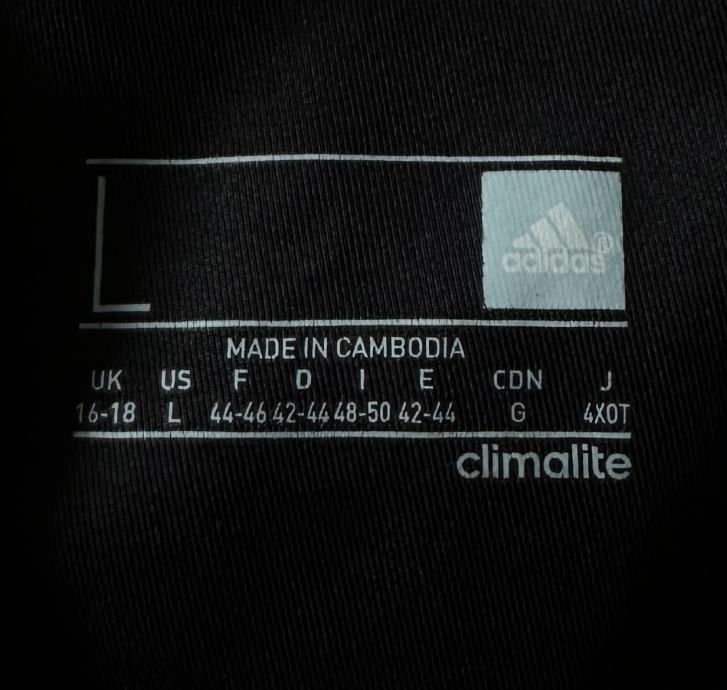 L
adidas®
MADE IN CAMBODIA
UK US F D I E CDN J
16-18 L 44-46 42-44 48-50 42-44 G 4XOT
climalite